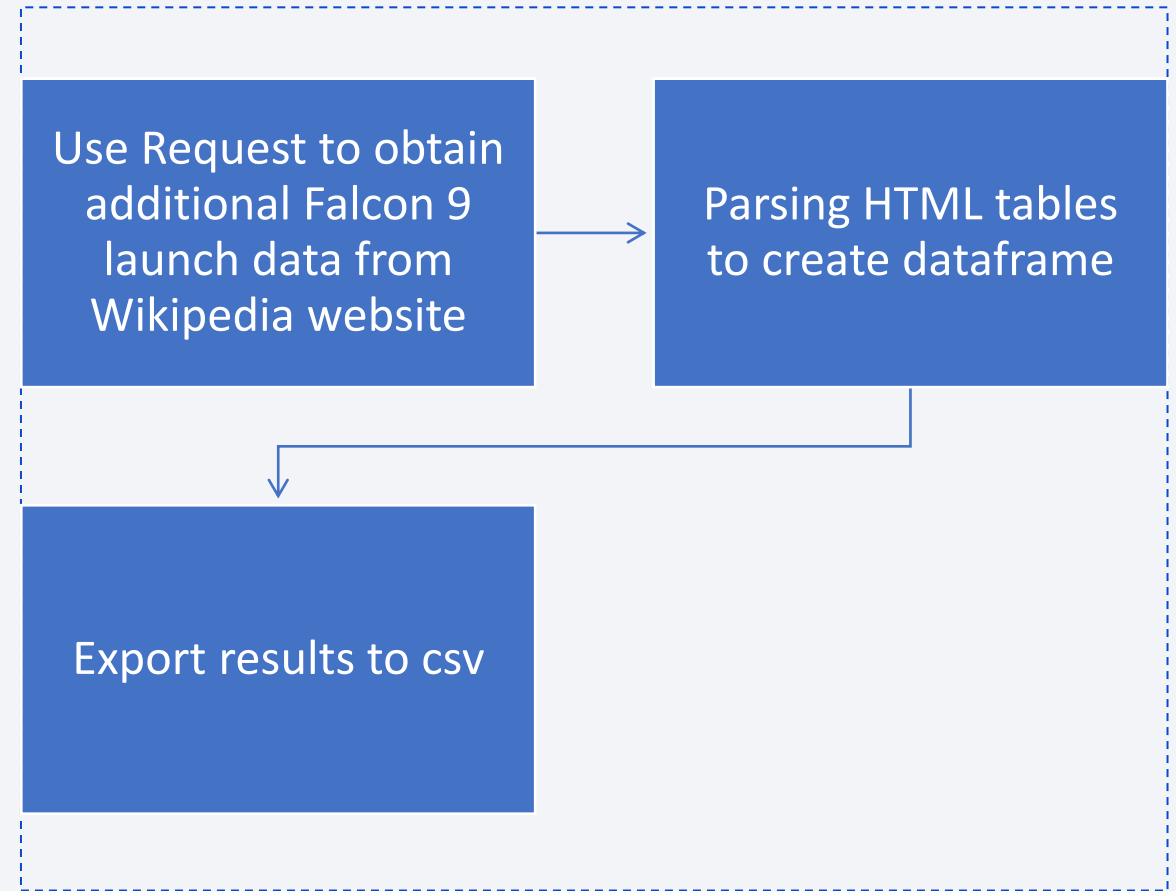 Use Request to obtain
additional Falcon 9
launch data from
Wikipedia website
Parsing HTML tables
to create dataframe
Export results to csv